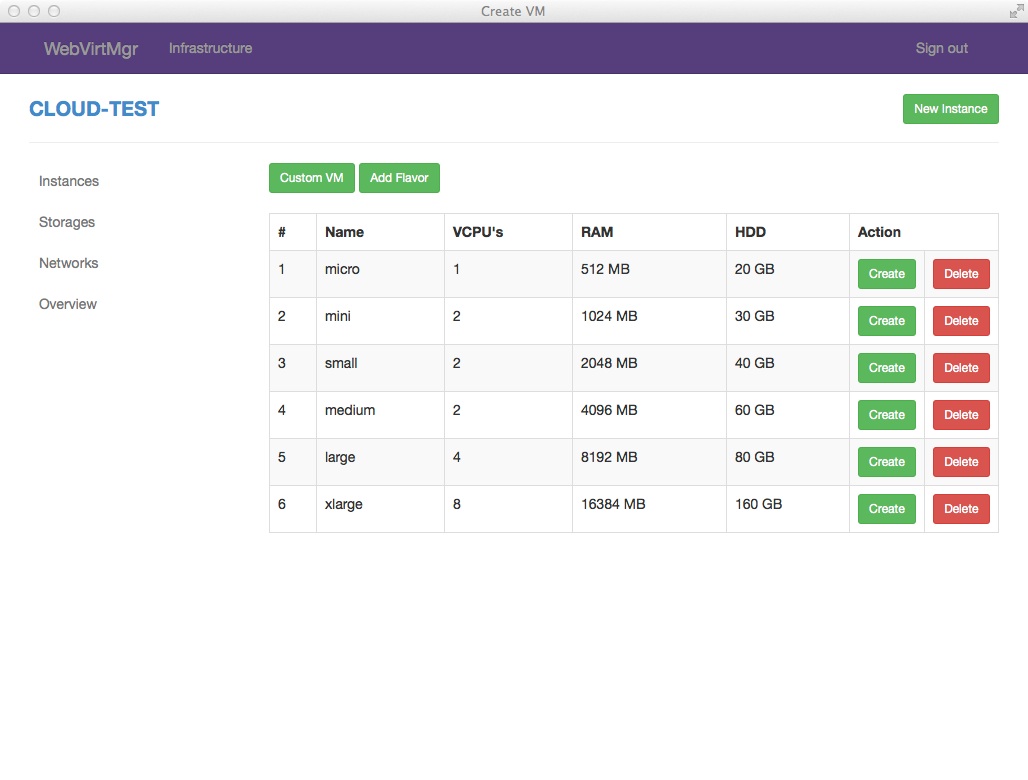 Create VM
WebVirtMgr Infrastructure Sign out
CLOUD-TEST New Instance
Instances
Storages
Networks
Overview
Custom VM Add Flavor
# Name VCPU's RAM HDD Action
1 micro 1 512 MB 20 GB Create Delete
2 mini 2 1024 MB 30 GB Create Delete
3 small 2 2048 MB 40 GB Create Delete
4 medium 2 4096 MB 60 GB Create Delete
5 large 4 8192 MB 80 GB Create Delete
6 xlarge 8 16384 MB 160 GB Create Delete